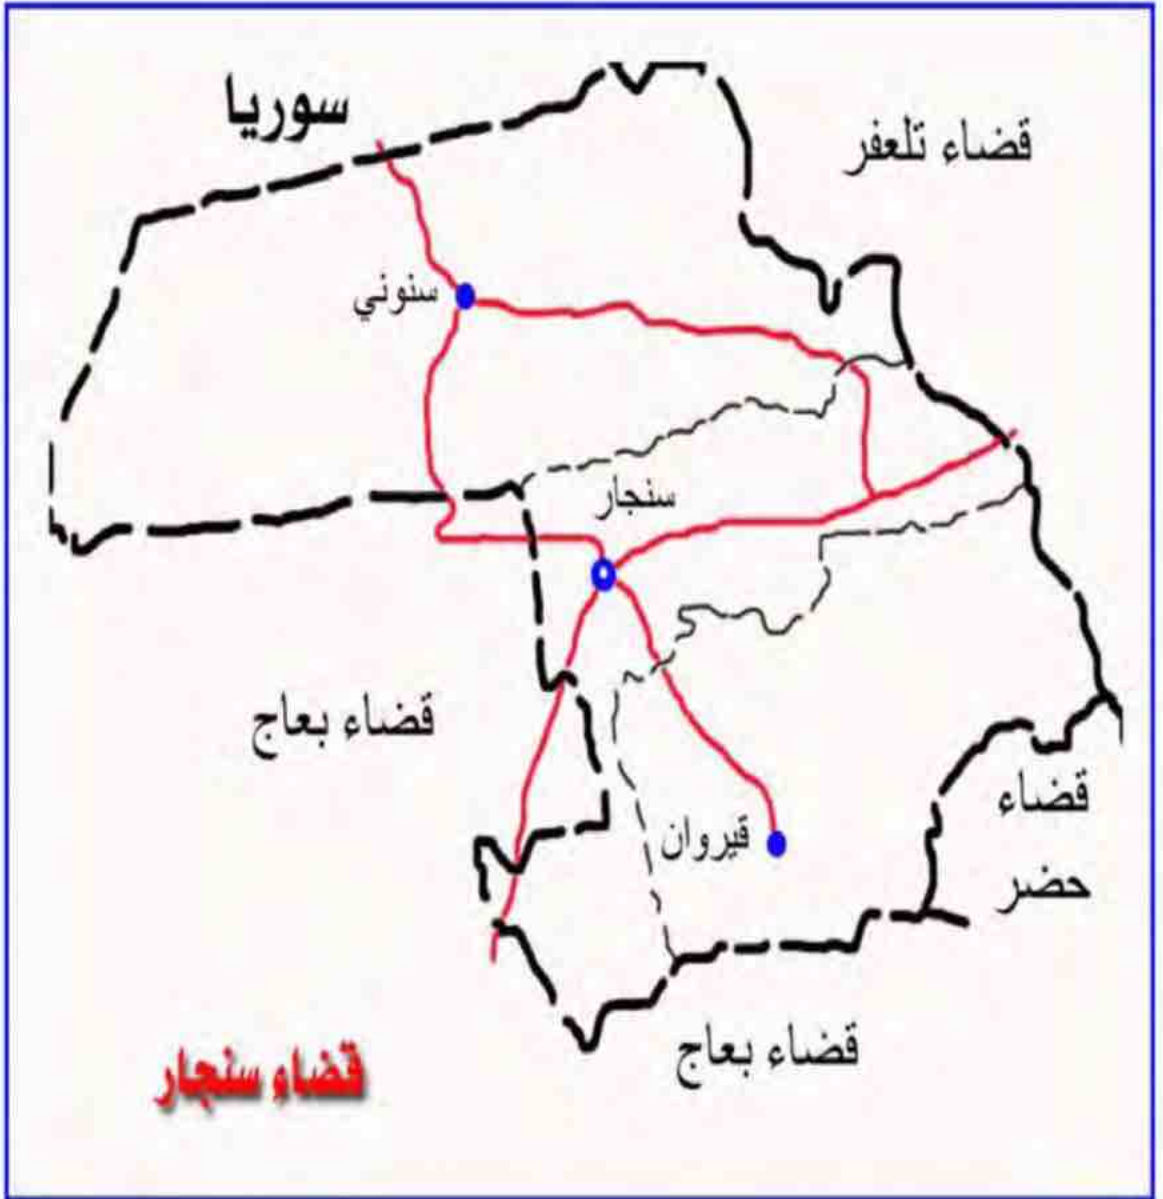 سوريا
قضاء تلعفر
سنوني
سنجار
قضاء بعاج
قضاء
حضر
قيروان
قضاء بعاج
قضاء سنجار